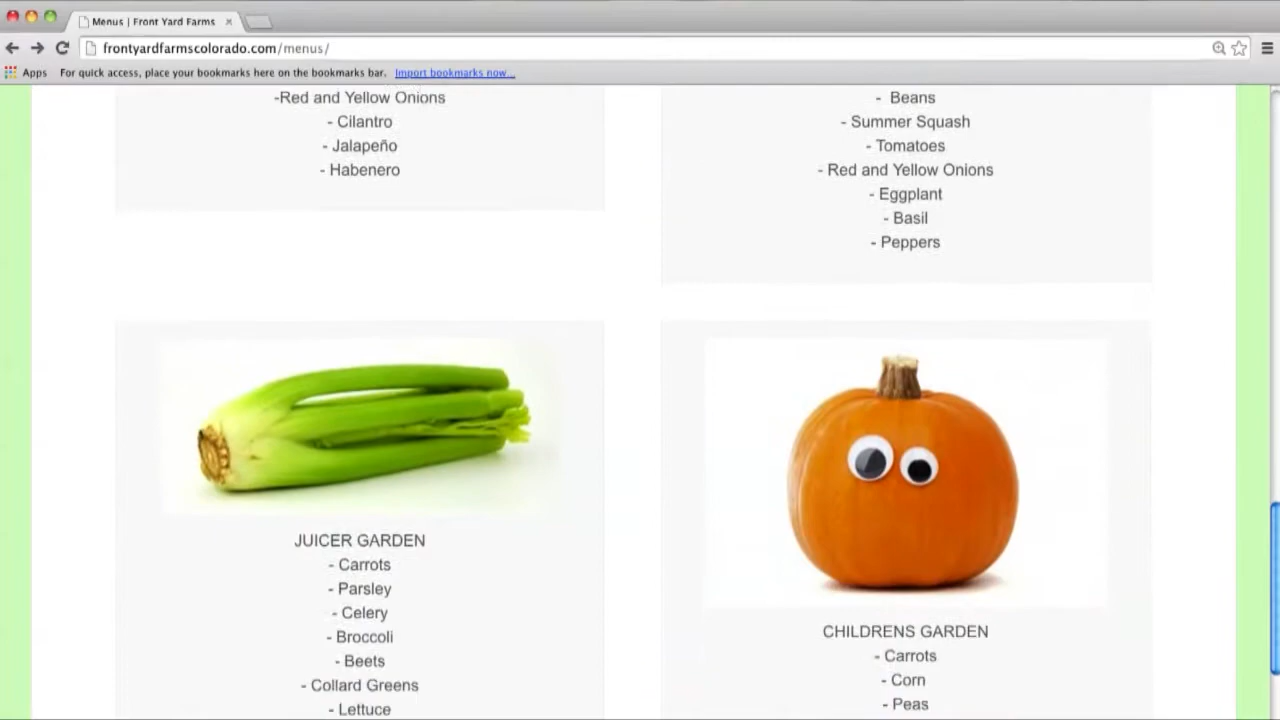 Menus | Front Yard Farms
frontyardfarmscolorado.com/menus/
Apps For quick access, place your bookmarks here on the bookmarks bar. Import bookmarks now...
-Red and Yellow Onions
- Cilantro
- Jalapeño
- Habenero
- Beans
- Summer Squash
- Tomatoes
- Red and Yellow Onions
- Eggplant
- Basil
- Peppers
JUICER GARDEN
- Carrots
- Parsley
- Celery
- Broccoli
- Beets
- Collard Greens
- Lettuce
CHILDRENS GARDEN
- Carrots
- Corn
- Peas